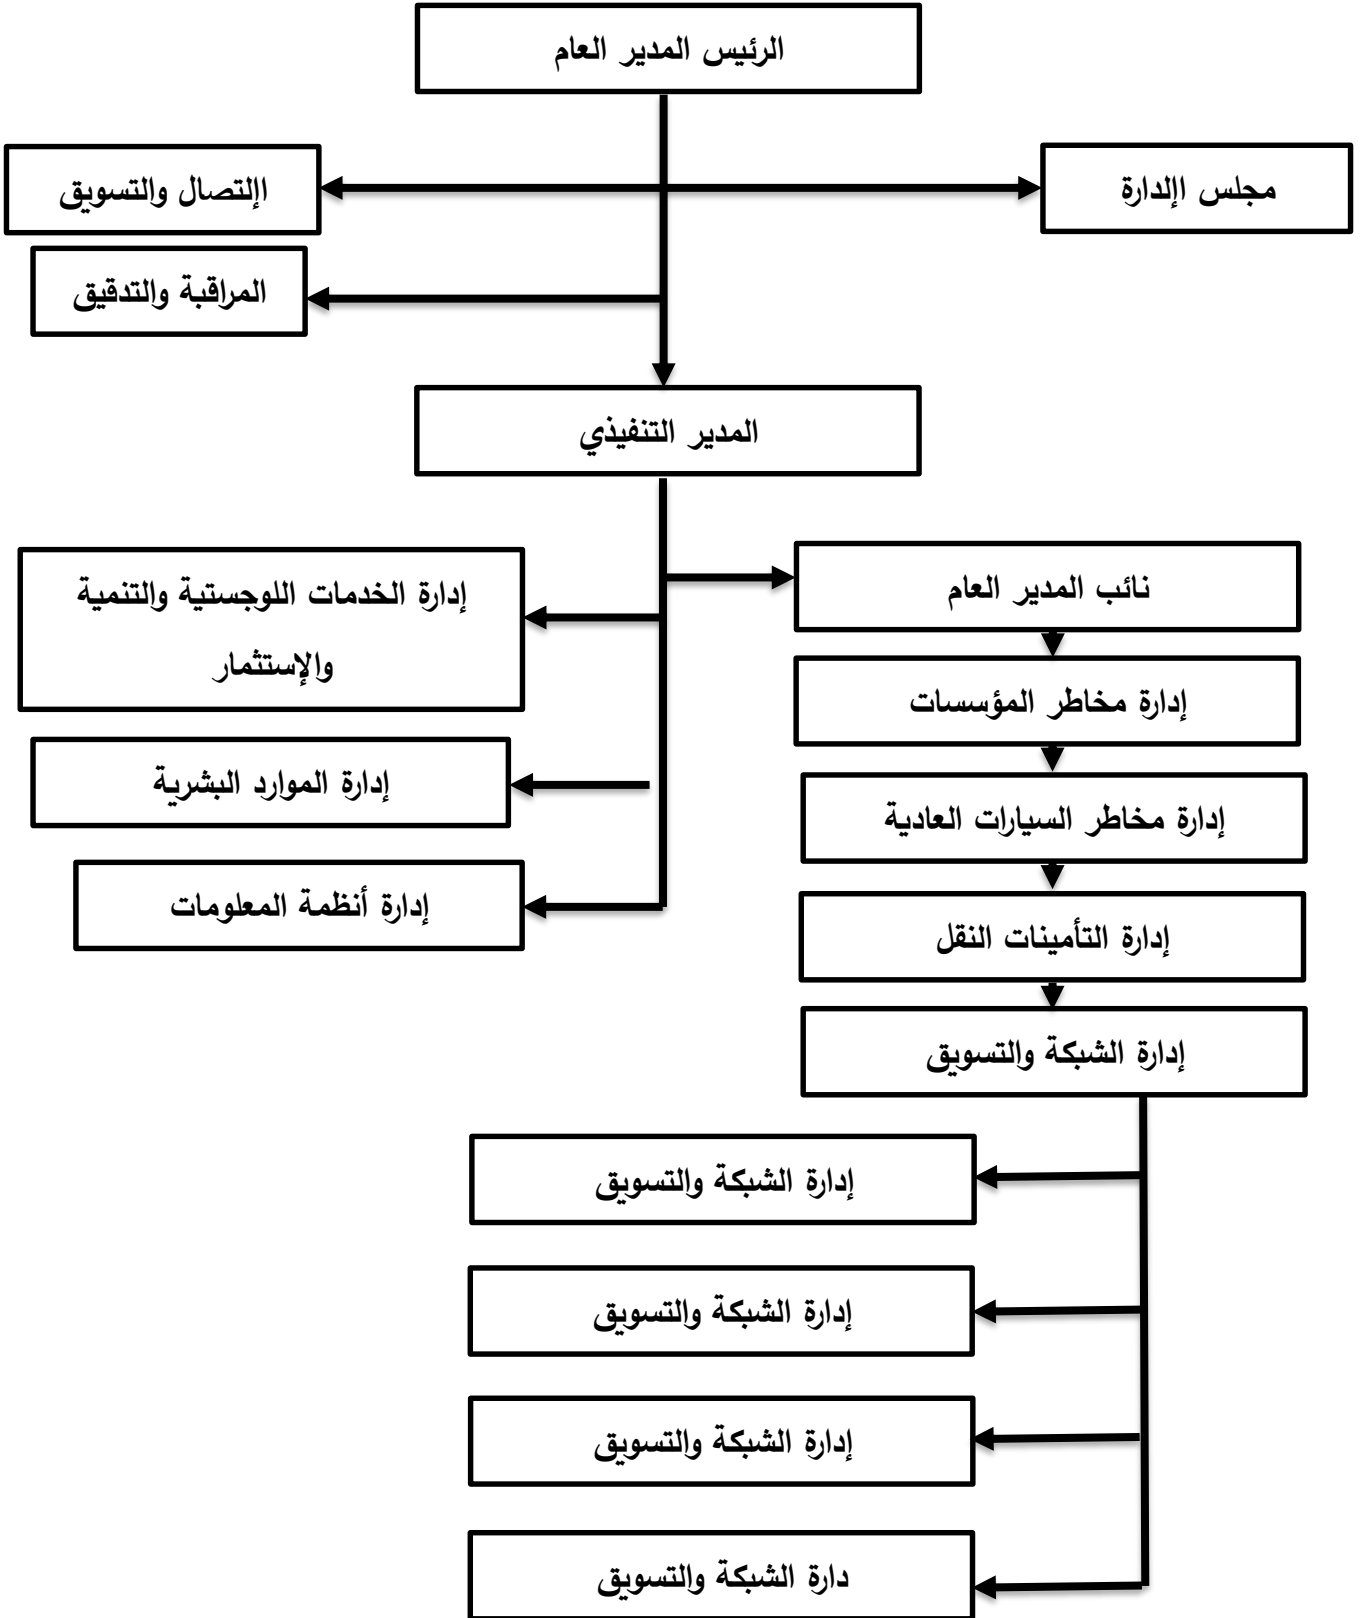 الرئيس المدير العام
مجلس اإلدارة
اإلتصال والتسويق
المراقبة والتدقيق
المدير التنفيذي
نائب المدير العام
إدارة الخدمات اللوجستية والتنمية
والإستثمار
إدارة مخاطر المؤسسات
إدارة الموارد البشرية
إدارة مخاطر السيارات العادية
إدارة أنظمة المعلومات
إدارة التأمينات النقل
إدارة الشبكة والتسويق
إدارة الشبكة والتسويق
إدارة الشبكة والتسويق
إدارة الشبكة والتسويق
دارة الشبكة والتسويق